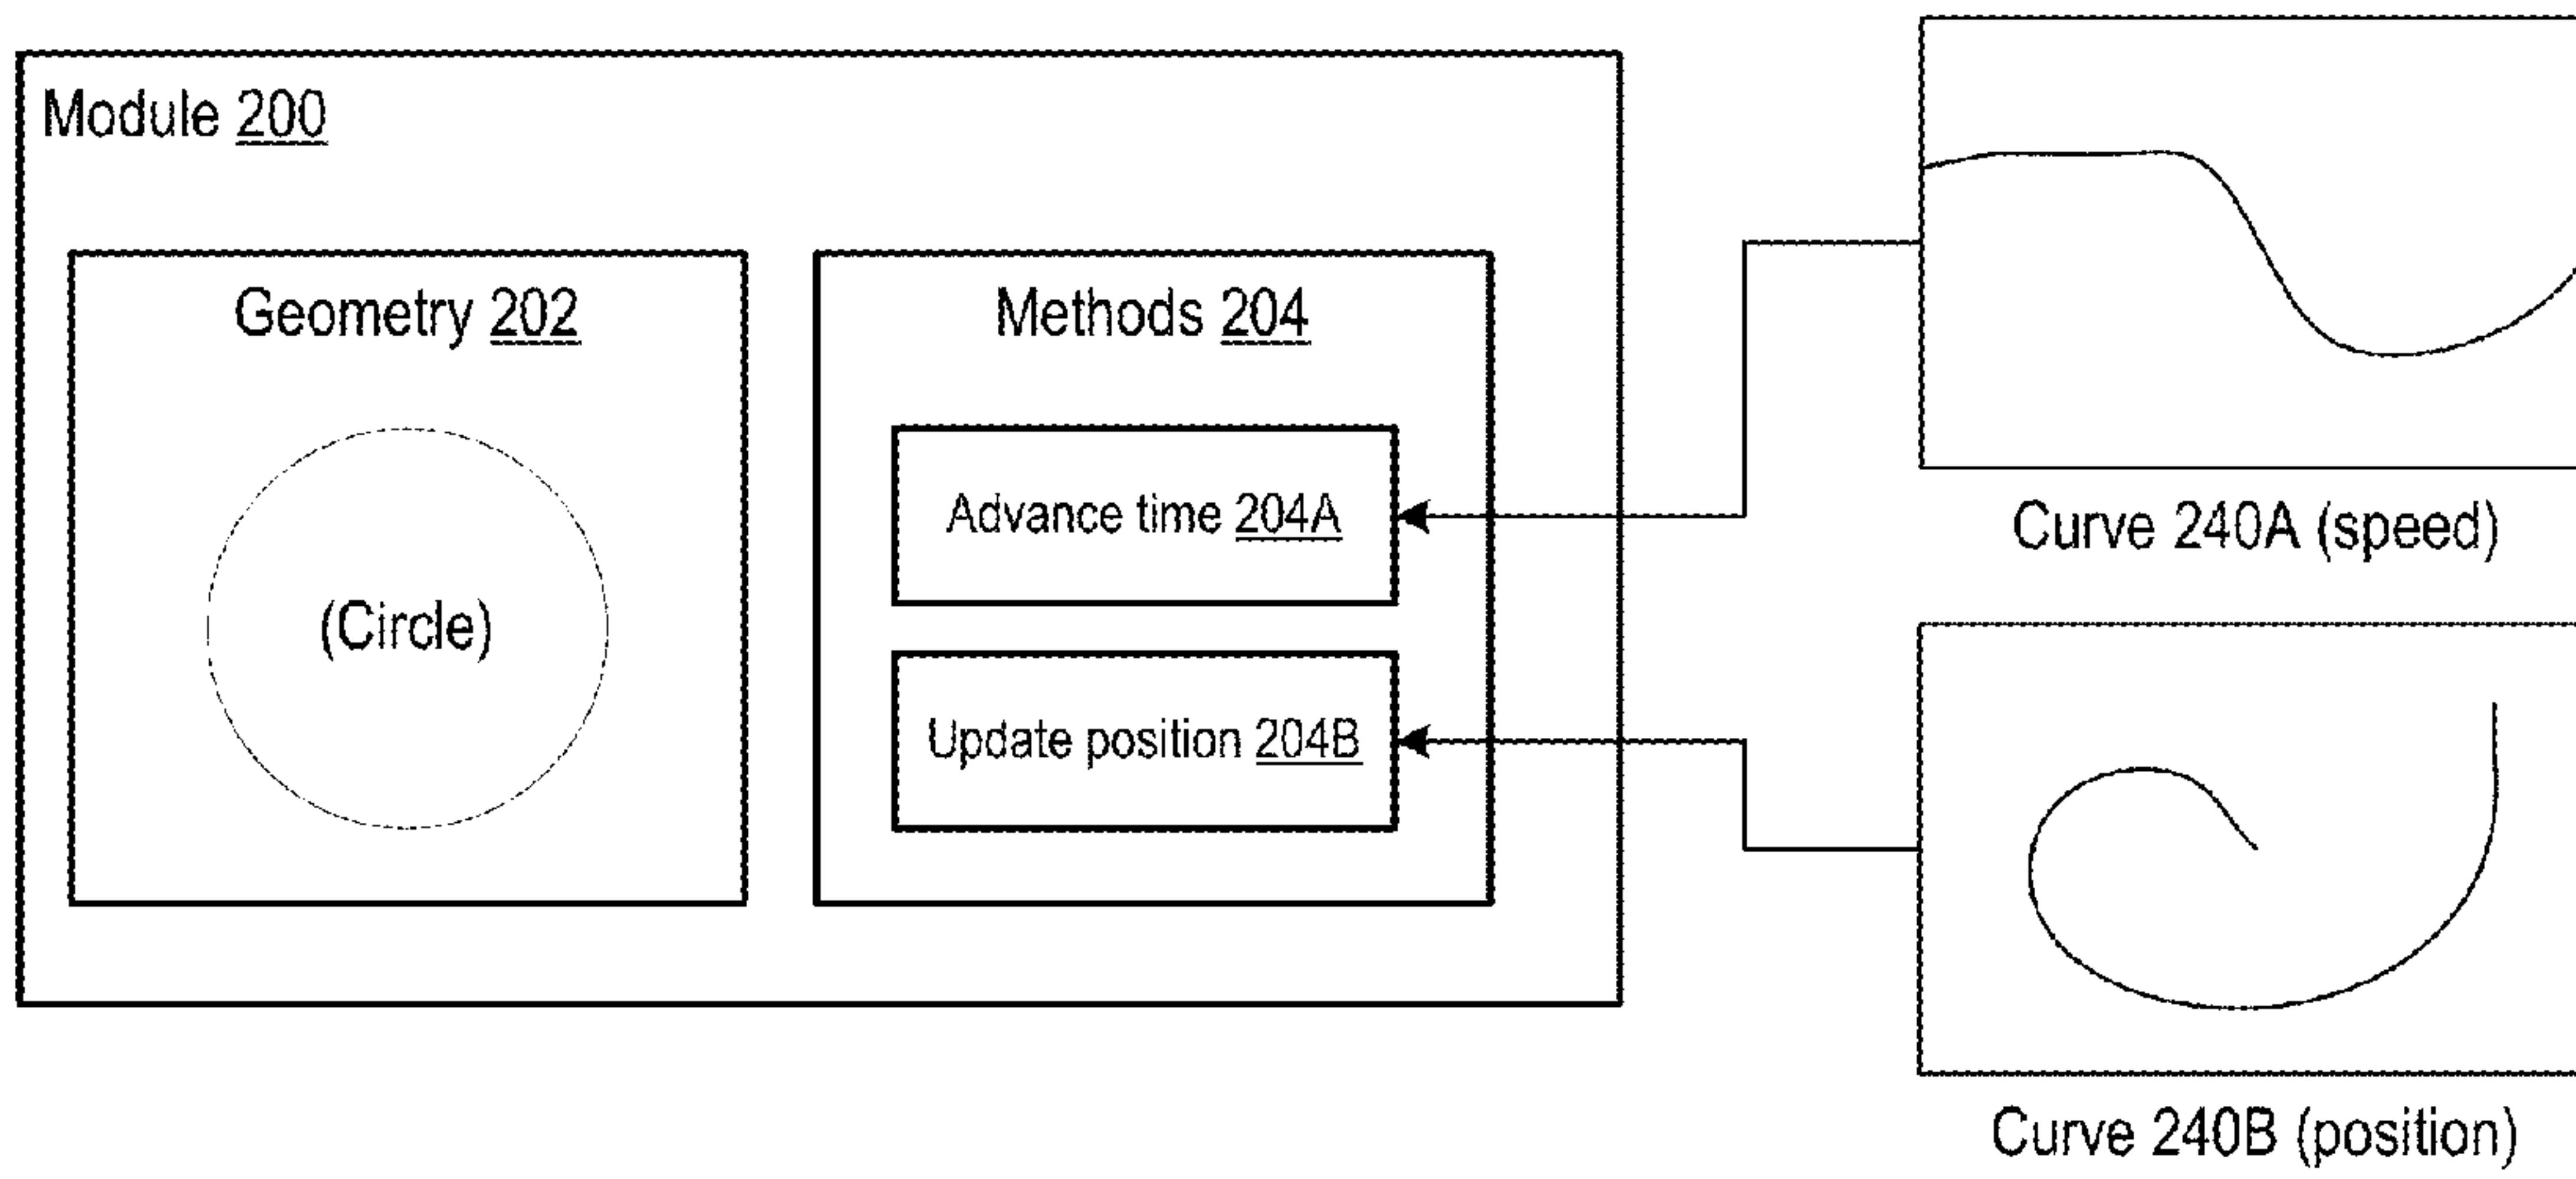 Module 200
Geometry 202
(Circle)
Methods 204
Advance time 204A
Update position 204B
Curve 240A (speed)
Curve 240B (position)